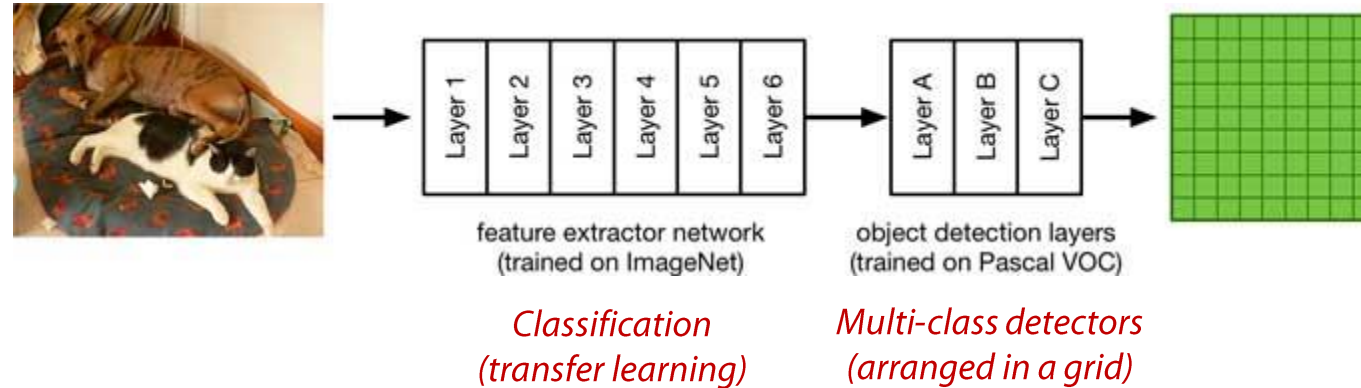 Layer 1
Layer 2
Layer 3
Layer 4
Layer 5
Layer 6
Layer A
Layer B
Layer C
feature extractor network
(trained on ImageNet)
object detection layers
(trained on Pascal VOC)
Classification
(transfer learning)
Multi-class detectors
(arranged in a grid)